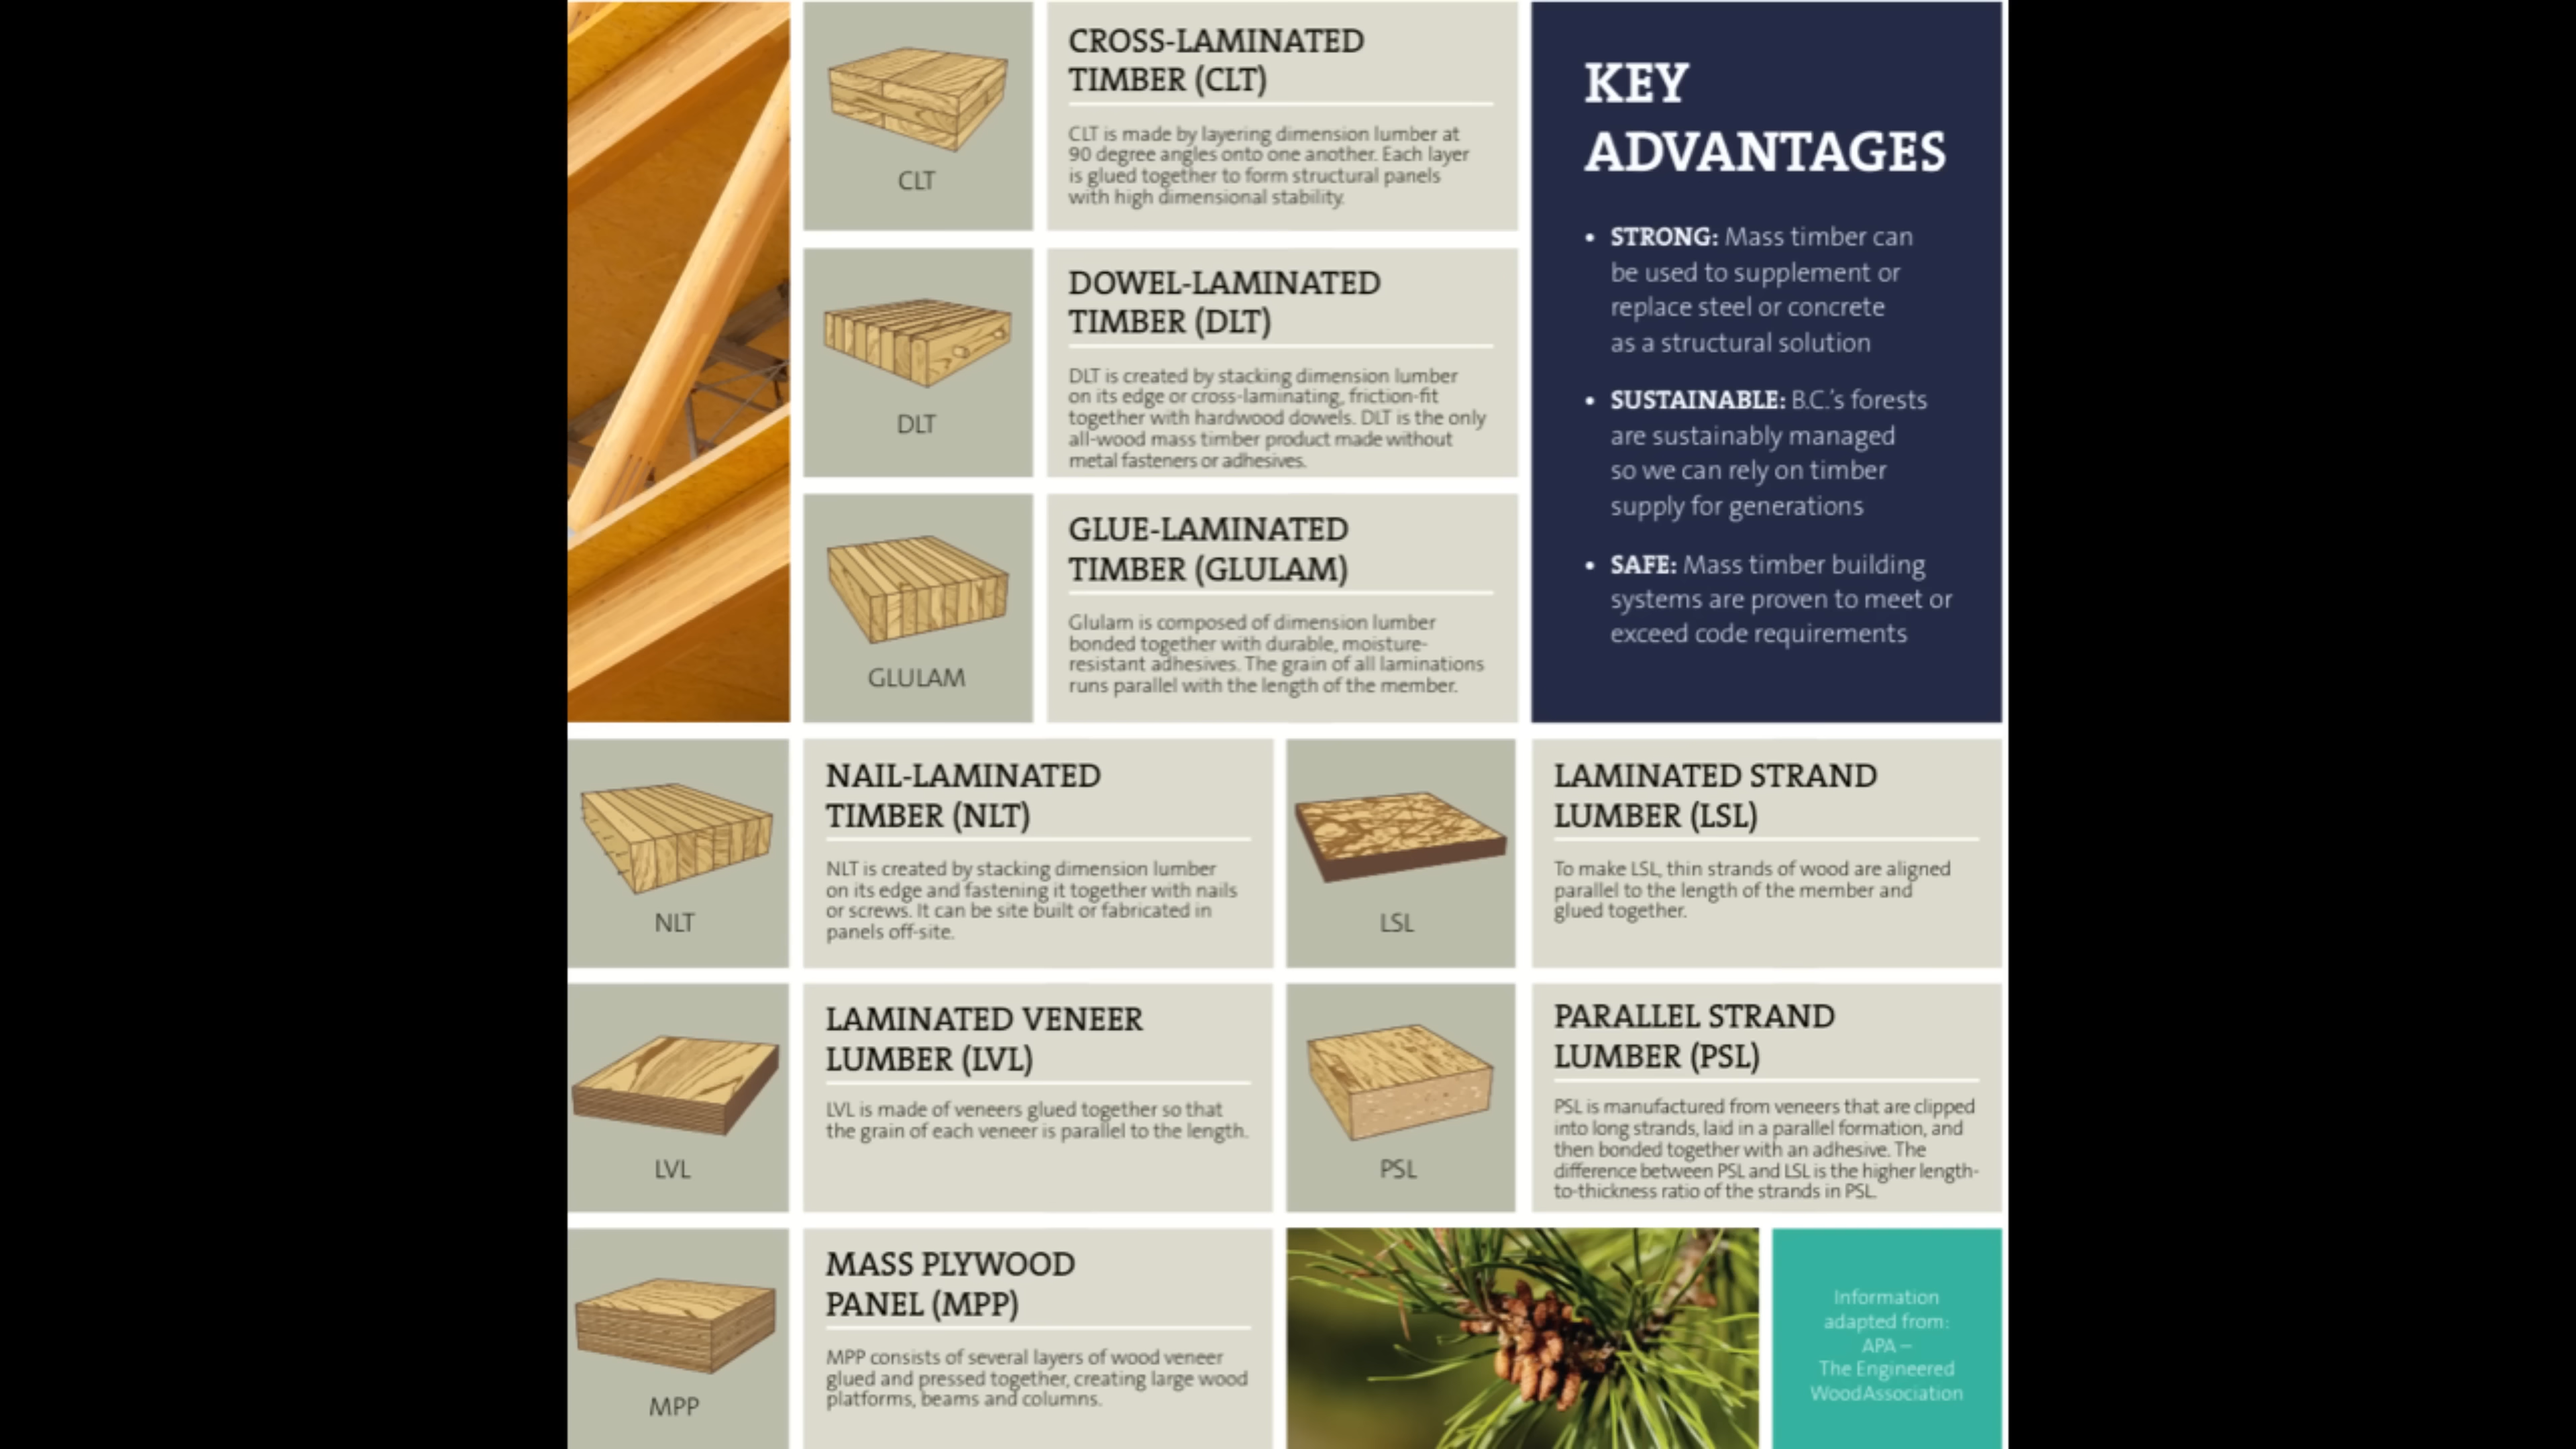 CLT
CROSS-LAMINATED
TIMBER (CLT)
CLT is made by layering dimension lumber at
90 degree angles onto one another. Each layer
is glued together to form structural panels
with high dimensional stability.
DLT
DOWEL-LAMINATED
TIMBER (DLT)
DLT is created by stacking dimension lumber
on its edge or cross-laminating, friction-fit
together with hardwood dowels. DLT is the only
all-wood mass timber product made without
metal fasteners or adhesives.
GLULAM
GLUE-LAMINATED
TIMBER (GLULAM)
Glulam is composed of dimension lumber
bonded together with durable, moisture-
resistant adhesives. The grain of all laminations
runs parallel with the length of the member.
KEY
ADVANTAGES
• STRONG: Mass timber can
be used to supplement or
replace steel or concrete
as a structural solution
• SUSTAINABLE: B.C.'s forests
are sustainably managed
so we can rely on timber
supply for generations
• SAFE: Mass timber building
systems are proven to meet or
exceed code requirements
NLT
NAIL-LAMINATED
TIMBER (NLT)
NLT is created by stacking dimension lumber
on its edge and fastening it together with nails
or screws. It can be site built or fabricated in
panels off-site.
LSL
LAMINATED STRAND
LUMBER (LSL)
To make LSL, thin strands of wood are aligned
parallel to the length of the member and
glued together.
LVL
LAMINATED VENEER
LUMBER (LVL)
LVL is made of veneers glued together so that
the grain of each veneer is parallel to the length.
PSL
PARALLEL STRAND
LUMBER (PSL)
PSL is manufactured from veneers that are clipped
into long strands, laid in a parallel formation, and
then bonded together with an adhesive. The
difference between PSL and LSL is the higher length-
to-thickness ratio of the strands in PSL.
MPP
MASS PLYWOOD
PANEL (MPP)
MPP consists of several layers of wood veneer
glued and pressed together, creating large wood
platforms, beams and columns.
Information
adapted from:
APA –
The Engineered
WoodAssociation